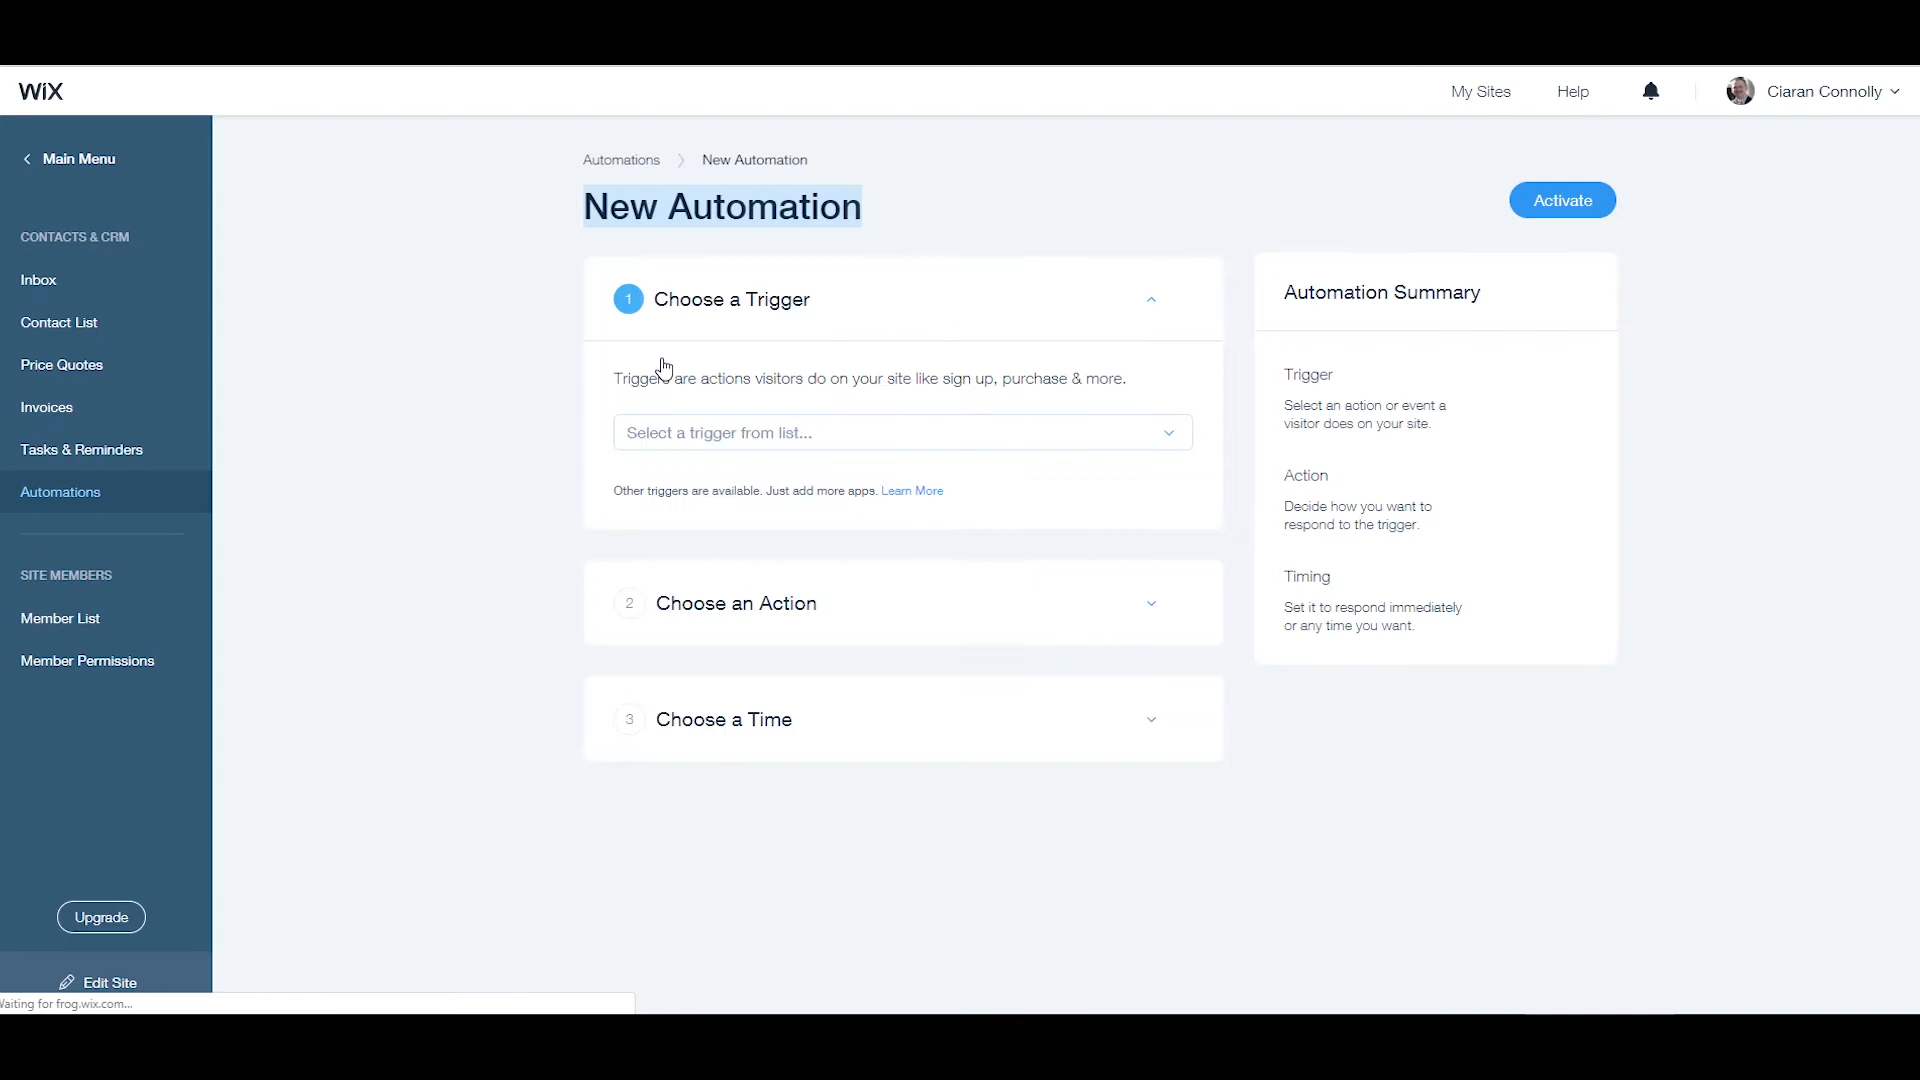 WiX
My Sites
Help
Ciaran Connolly
Main Menu
CONTACTS & CRM
Inbox
Contact List
Price Quotes
Invoices
Tasks & Reminders
Automations
SITE MEMBERS
Member List
Member Permissions
Upgrade
Edit Site
Waiting for frog.wix.com...
Automations
New Automation
New Automation
Activate
1
Choose a Trigger
Triggers are actions visitors do on your site like sign up, purchase & more.
Select a trigger from list...
Other triggers are available. Just add more apps. Learn More
2
Choose an Action
3
Choose a Time
Automation Summary
Trigger
Select an action or event a
visitor does on your site.
Action
Decide how you want to
respond to the trigger.
Timing
Set it to respond immediately
or any time you want.